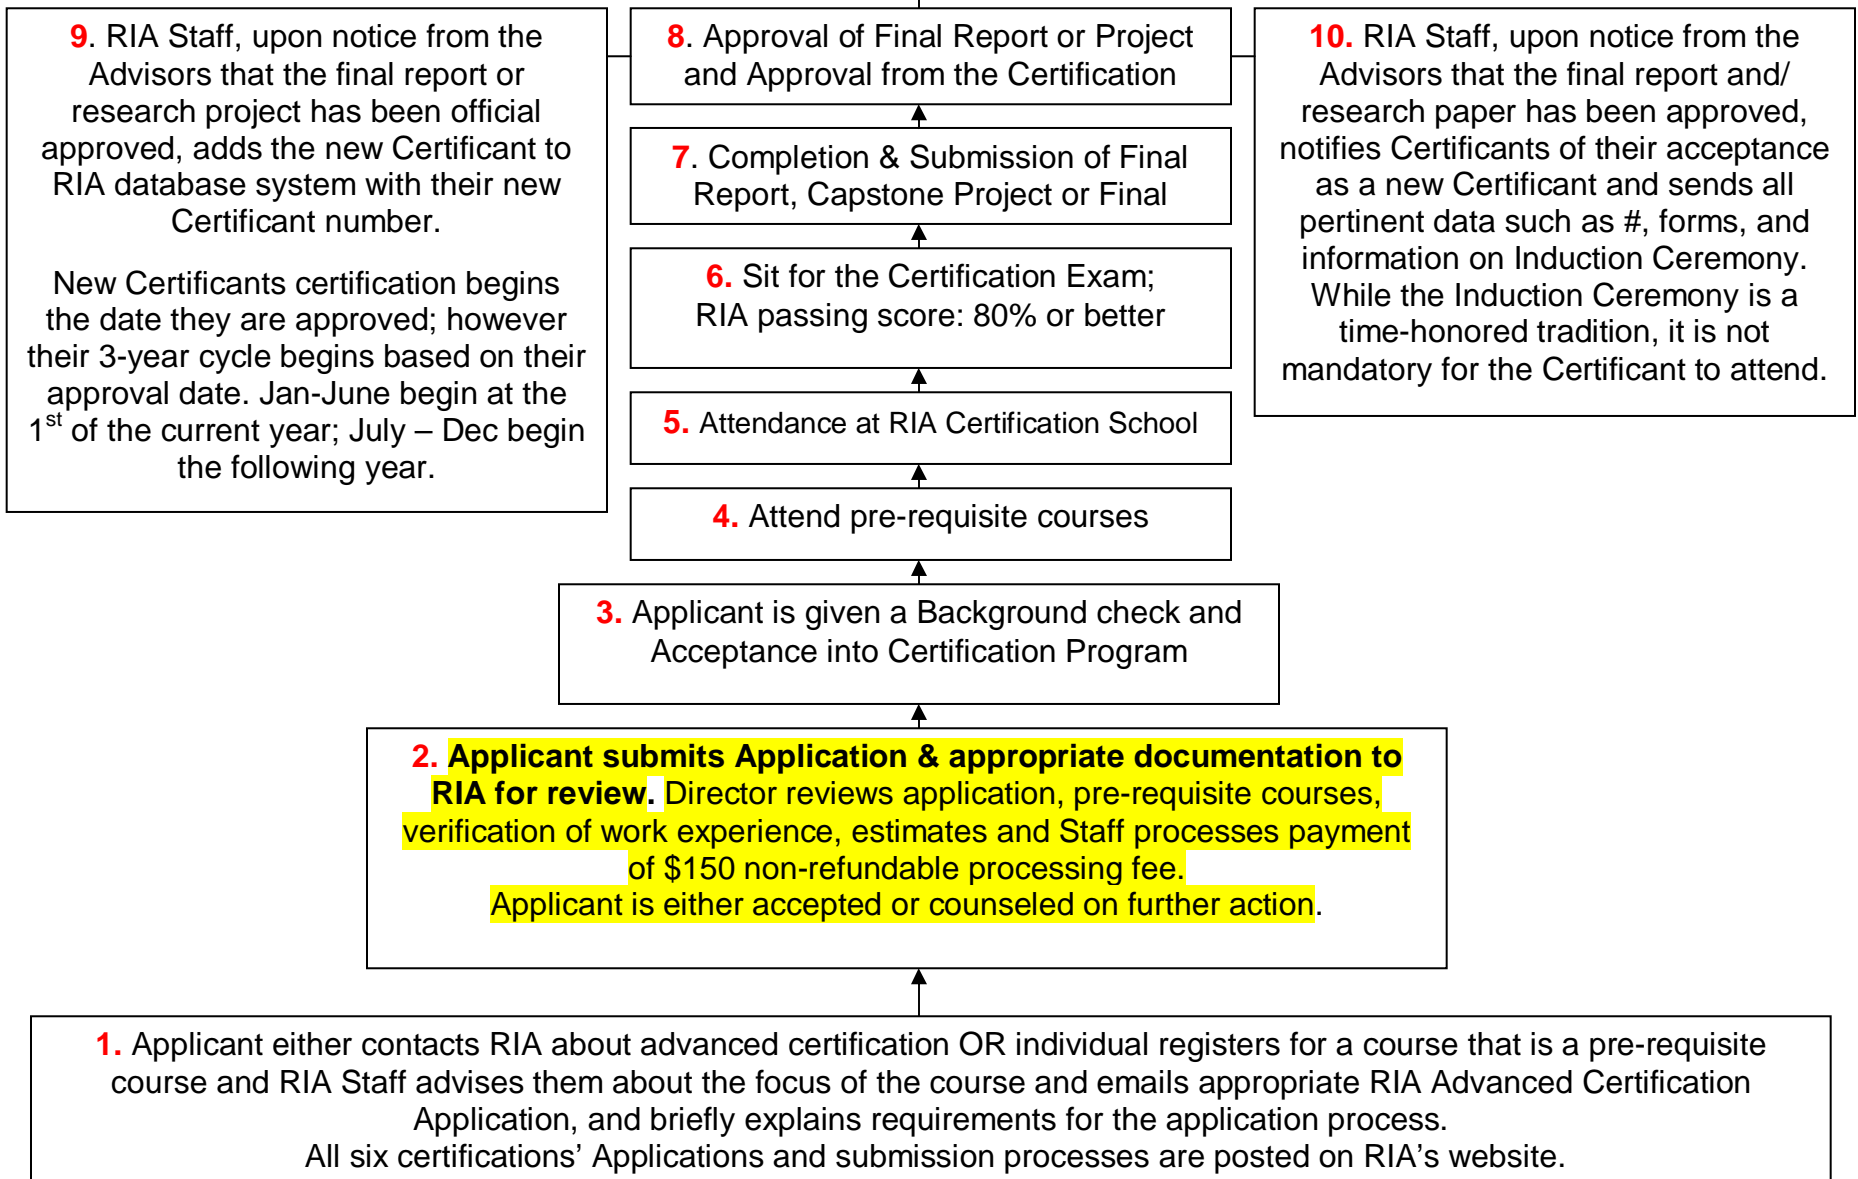 9. RIA Staff, upon notice from the
Advisors that the final report or
research project has been official
approved, adds the new Certificant to
RIA database system with their new
Certificant number.
New Certificants certification begins
the date they are approved; however
their 3-year cycle begins based on their
approval date. Jan-June begin at the
1st of the current year; July – Dec begin
the following year.
8. Approval of Final Report or Project
and Approval from the Certification
10. RIA Staff, upon notice from the
Advisors that the final report and/
research paper has been approved,
notifies Certificants of their acceptance
as a new Certificant and sends all
pertinent data such as #, forms, and
information on Induction Ceremony.
While the Induction Ceremony is a
time-honored tradition, it is not
mandatory for the Certificant to attend.
7. Completion & Submission of Final
Report, Capstone Project or Final
6. Sit for the Certification Exam;
RIA passing score: 80% or better
5. Attendance at RIA Certification School
4. Attend pre-requisite courses
3. Applicant is given a Background check and
Acceptance into Certification Program
2. Applicant submits Application & appropriate documentation to
RIA for review. Director reviews application, pre-requisite courses,
verification of work experience, estimates and Staff processes payment
of $150 non-refundable processing fee.
Applicant is either accepted or counseled on further action.
1. Applicant either contacts RIA about advanced certification OR individual registers for a course that is a pre-requisite
course and RIA Staff advises them about the focus of the course and emails appropriate RIA Advanced Certification
Application, and briefly explains requirements for the application process.
All six certifications’ Applications and submission processes are posted on RIA’s website.